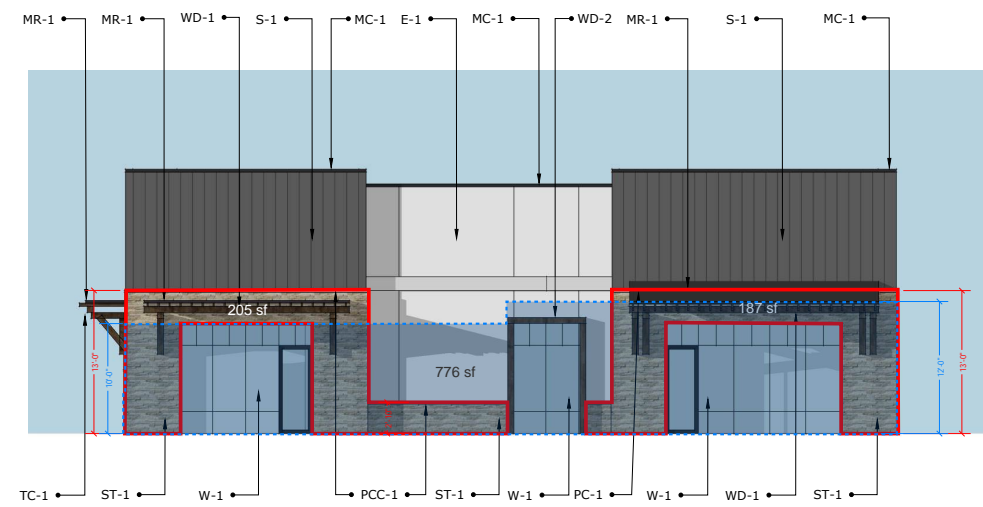 MR-1 MR-1 WD-1 S-1 MC-1 E-1 MC-1 WD-2 MR-1 S-1 MC-1
205 sf 187 sf
776 sf
13'-0" 10'-0" 12'-0" 13'-0"
TC-1 ST-1 W-1 PCC-1 ST-1 W-1 PC-1 W-1 WD-1 ST-1